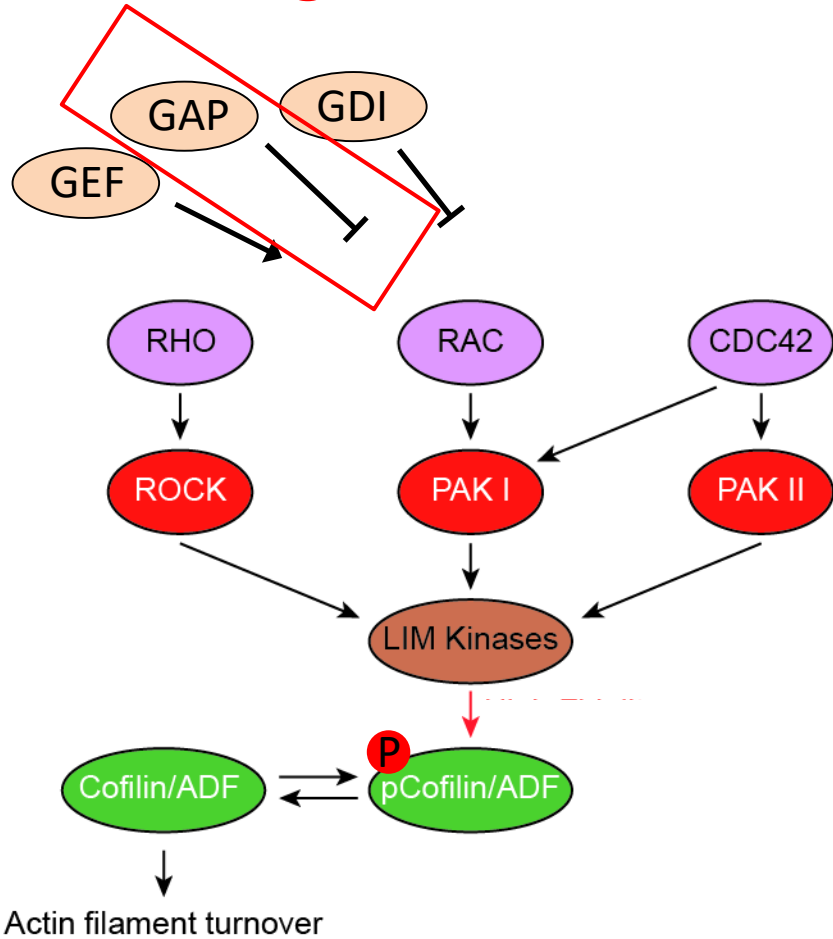 GAP
GDI
GEF
RHO
RAC
CDC42
ROCK
PAK I
PAK II
LIM Kinases
P
Cofilin/ADF
pCofilin/ADF
Actin filament turnover